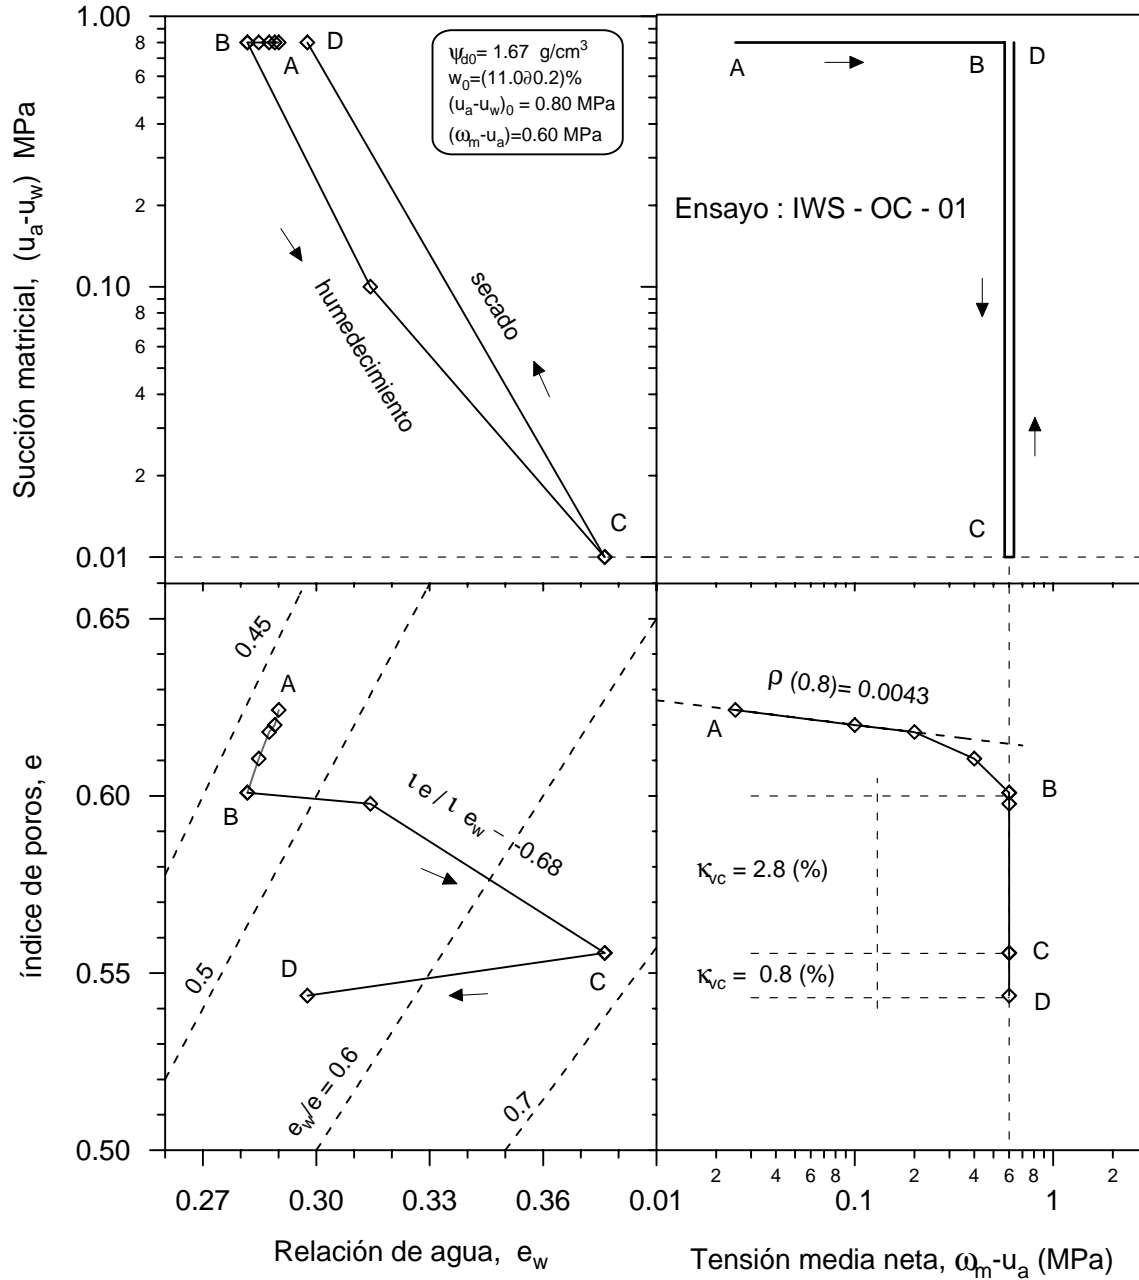 Succión matricial, (ua-uw) MPa
1.00
8
6
4
2
0.10
8
6
4
2
0.01
B
A
D
ψd0= 1.67 g/cm3
w0=(11.0∂0.2)%
(ua-uw)0 = 0.80 MPa
(ωm-ua)=0.60 MPa
humedecimiento
secado
C
A
B
D
Ensayo : IWS - OC - 01
C
índice de poros, e
0.65
0.60
0.55
0.50
0.45
A
B
ι e / ι ew – -0.68
0.5
D
C
ew/e = 0.6
0.7
ρ (0.8)= 0.0043
A
B
κvc = 2.8 (%)
C
κvc = 0.8 (%)
D
0.27
0.30
0.33
0.36
0.01
2
4
6
8
0.1
2
4
6
8
1
2
Relación de agua, ew
Tensión media neta, ωm-ua (MPa)